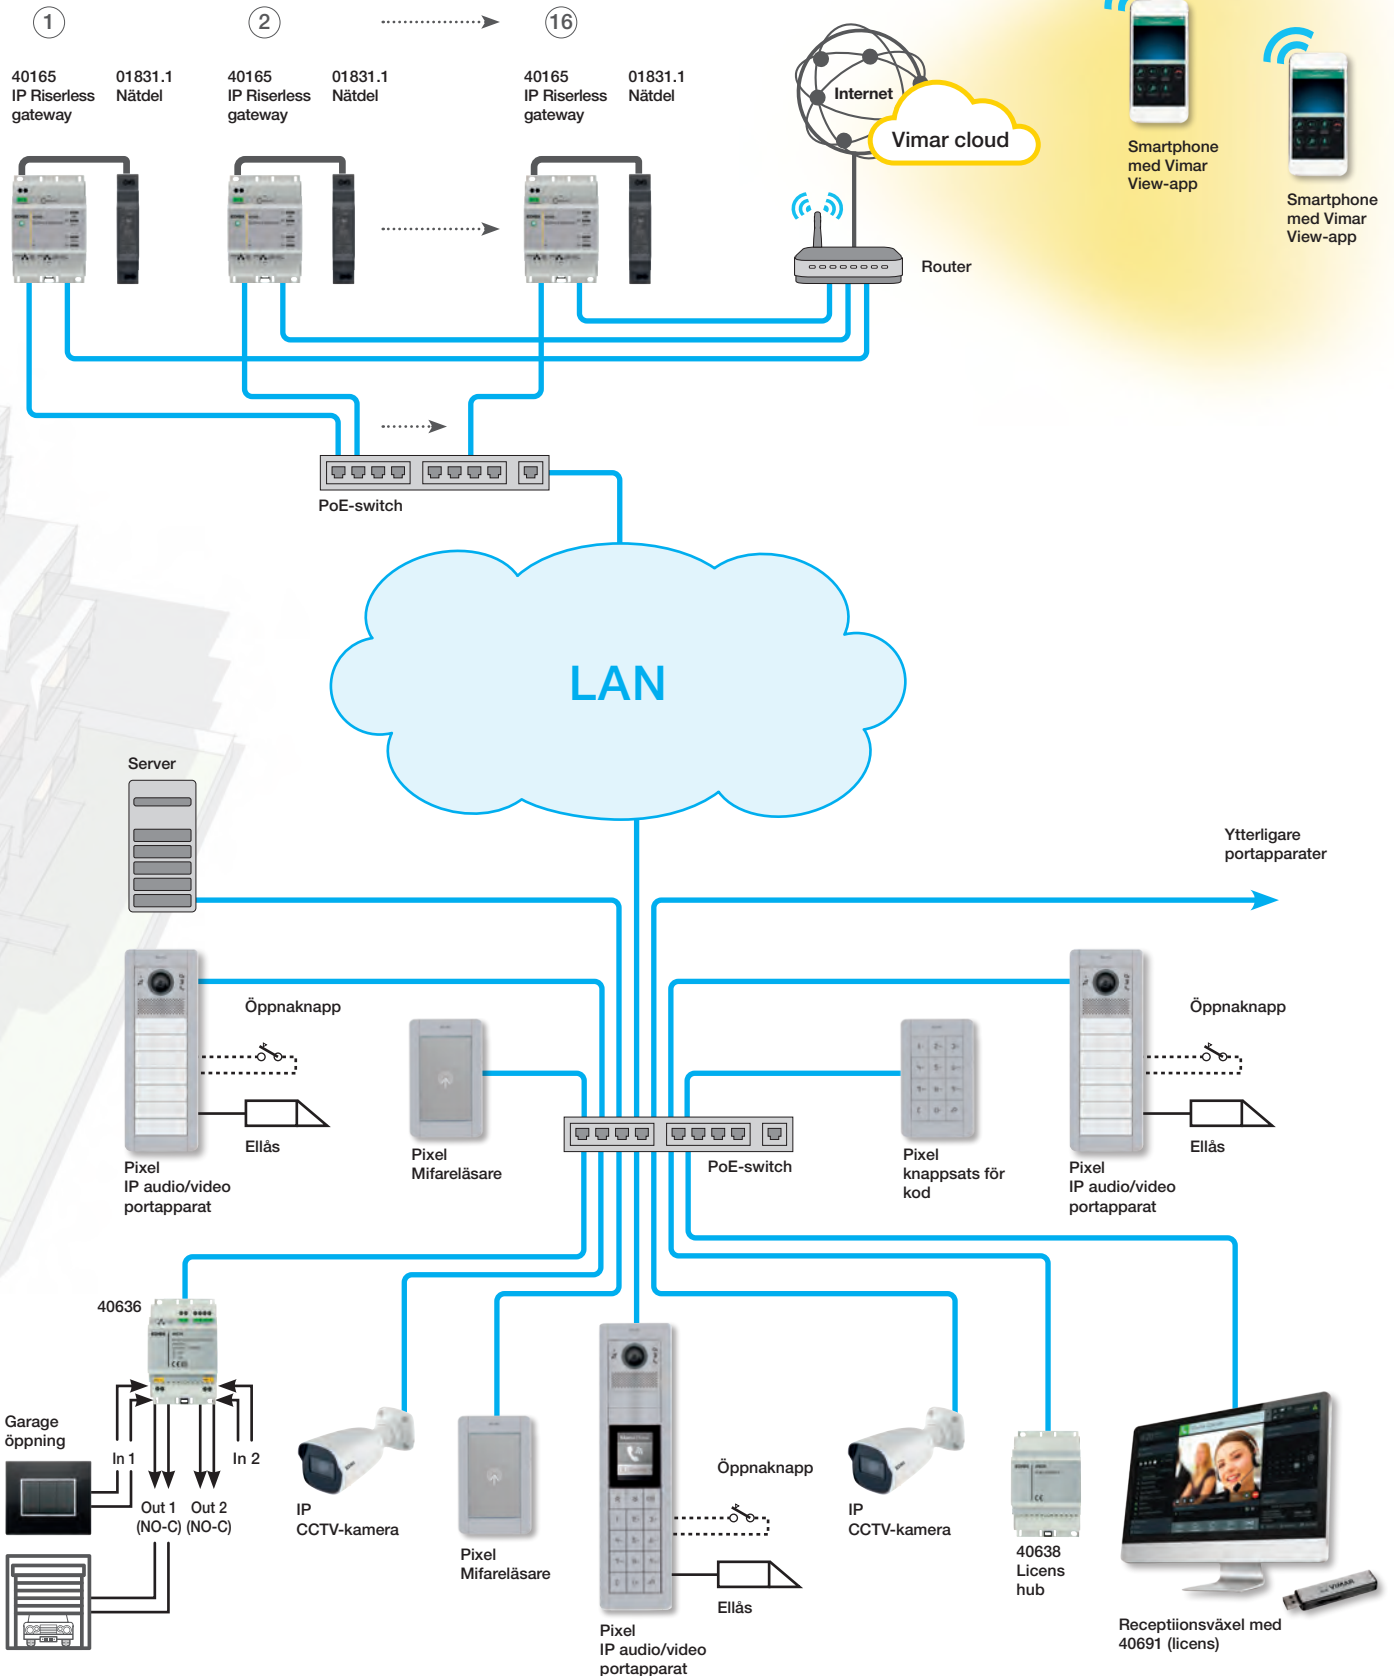 1
2
16
40165
IP Riserless
gateway
01831.1
Nätdel
40165
IP Riserless
gateway
01831.1
Nätdel
40165
IP Riserless
gateway
01831.1
Nätdel
Internet
Vimar cloud
Smartphone
med Vimar
View-app
Smartphone
med Vimar
View-app
Router
PoE-switch
LAN
Server
Ytterligare
portapparater
Öppnaknapp
Ellås
Pixel
IP audio/video
portapparat
Pixel
Mifareläsare
PoE-switch
Pixel
knappsats för
kod
Öppnaknapp
Ellås
Pixel
IP audio/video
portapparat
40636
Garage
öppning
In 1
In 2
Out 1
(NO-C)
Out 2
(NO-C)
IP
CCTV-kamera
Pixel
Mifareläsare
Öppnaknapp
Ellås
Pixel
IP audio/video
portapparat
IP
CCTV-kamera
40638
Licens
hub
VIMAR
Receptiionsväxel med
40691 (licens)